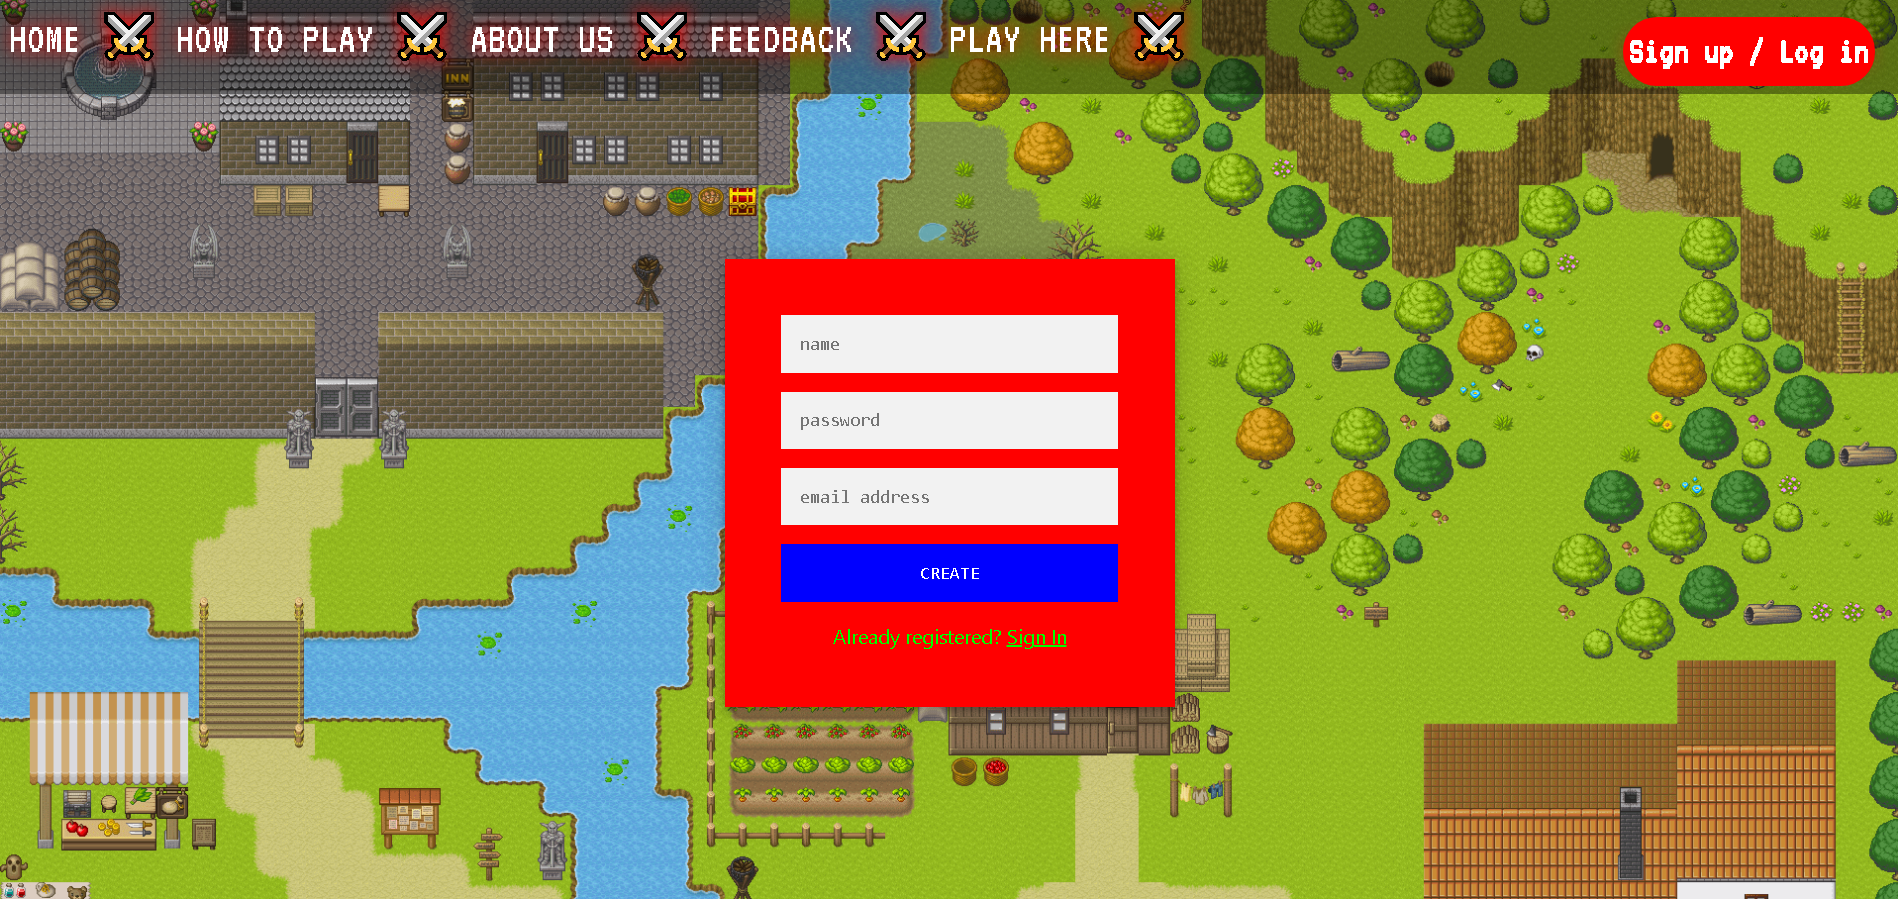 HOME HOW TO PLAY ABOUT US FEEDBACK PLAY HERE
Sign up / Log in
INN
name
password
email address
CREATE
Already registered? Sign In